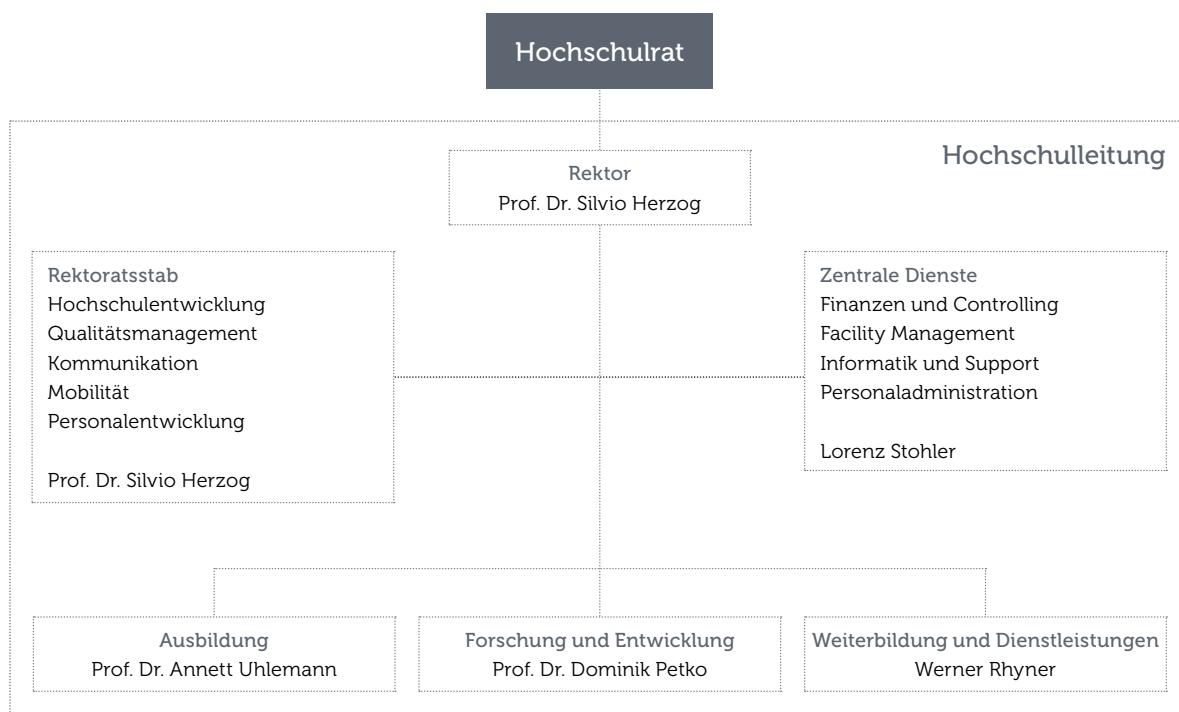 Hochschulrat
Hochschulleitung
Rektor
Prof. Dr. Silvio Herzog
Rektoratsstab
Hochschulentwicklung
Qualitätsmanagement
Kommunikation
Mobilität
Personalentwicklung
Prof. Dr. Silvio Herzog
Zentrale Dienste
Finanzen und Controlling
Facility Management
Informatik und Support
Personaladministration
Lorenz Stohler
Ausbildung
Prof. Dr. Annett Uhlemann
Forschung und Entwicklung
Prof. Dr. Dominik Petko
Weiterbildung und Dienstleistungen
Werner Rhyner